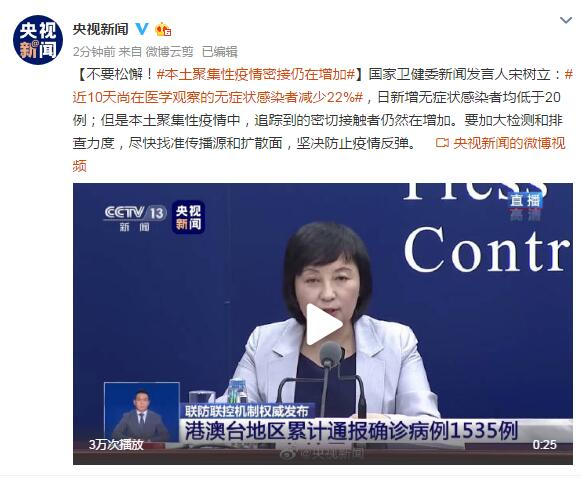 央视新闻
央视
新闻
2分钟前 来自 微博云剪 已编辑
【不要松懈！#本土聚集性疫情密接仍在增加#】国家卫健委新闻发言人宋树立：#
近10天尚在医学观察的无症状感染者减少22%#，日新增无症状感染者均低于20
例；但是本土聚集性疫情中，追踪到的密切接触者仍然在增加。要加大检测和排
查力度，尽快找准传播源和扩散面，坚决防止疫情反弹。 央视新闻的微博视
频
Press
CCTV 13
新闻
央视
新闻
直播
高清
Contr
联防联控机制权威发布
港澳台地区累计通报确诊病例1535例
@央视新闻
3万次播放
0:25